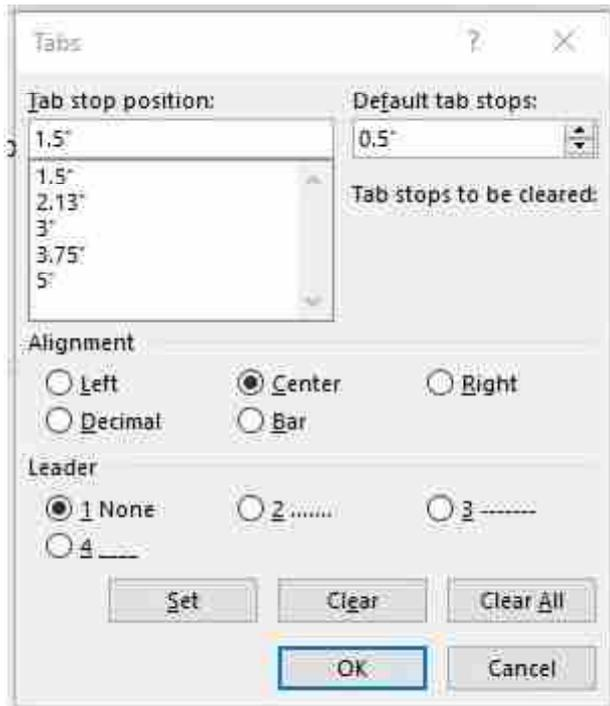 Tabs ?
Tab stop position: Default tab stops:
1.5" 0.5"
1.5"
2.13"
3"
3.75"
5"
Tab stops to be cleared:
Alignment
Left Center Right
Decimal Bar
Leader
1 None 2 ....... 3 -------
4 ____
Set Clear Clear All
OK Cancel